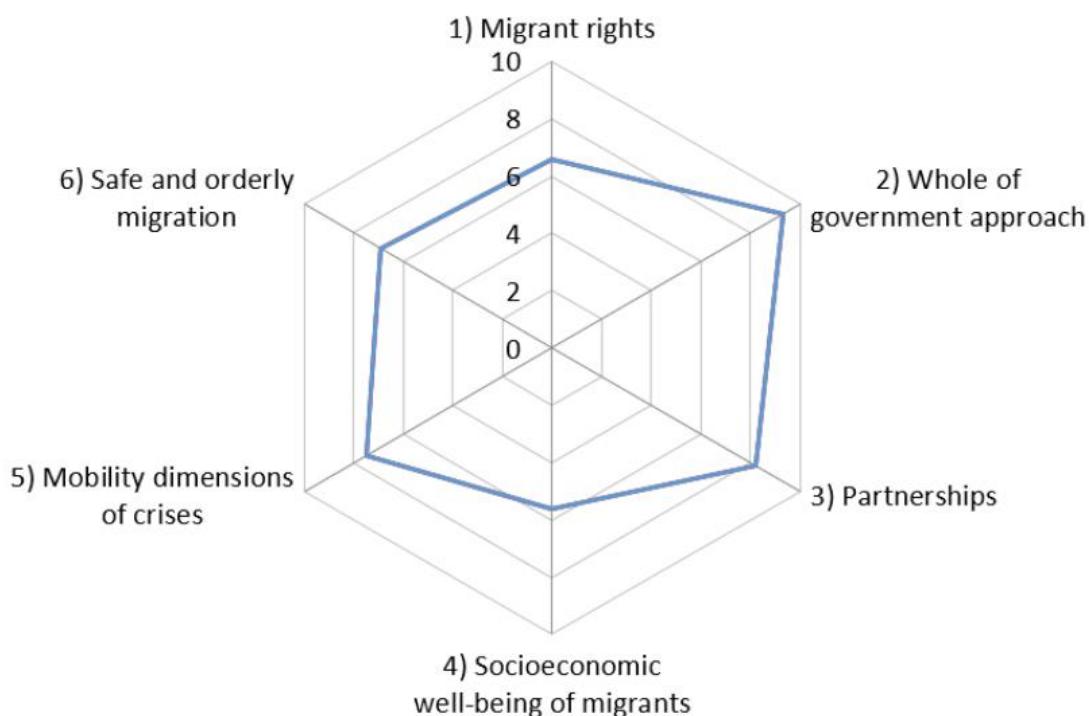 1) Migrant rights
10
8
6
4
2
0
2) Whole of
government approach
3) Partnerships
4) Socioeconomic
well-being of migrants
5) Mobility dimensions
of crises
6) Safe and orderly
migration